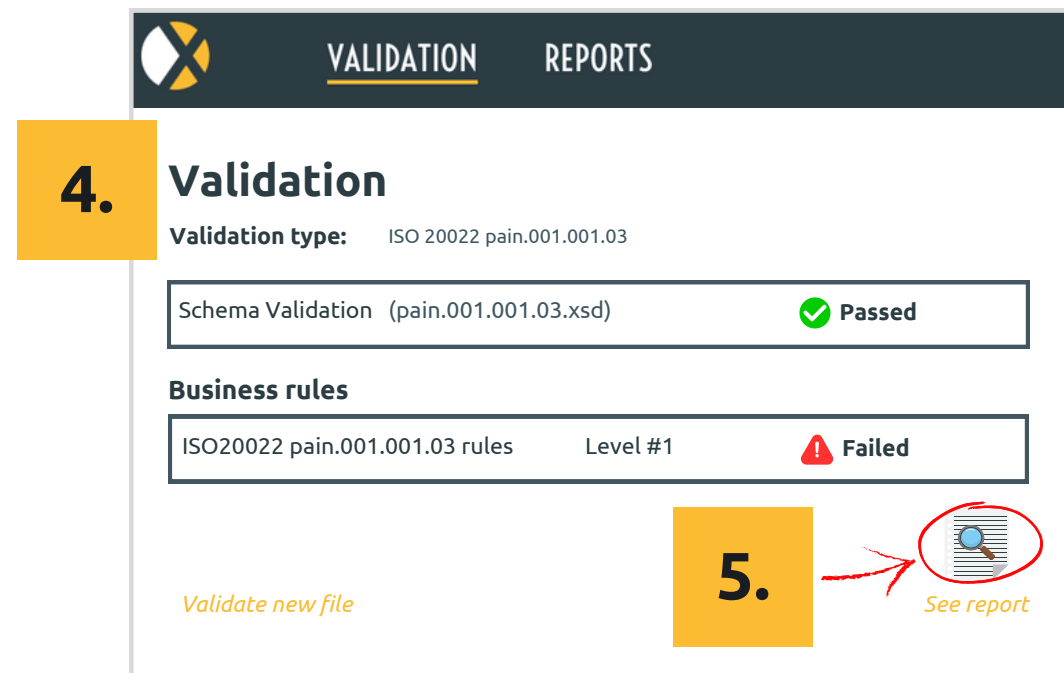 VALIDATION REPORTS
4.
Validation
Validation type: ISO 20022 pain.001.001.03
Schema Validation (pain.001.001.03.xsd) Passed
Business rules
ISO20022 pain.001.001.03 rules Level #1 Failed
5.
Validate new file See report